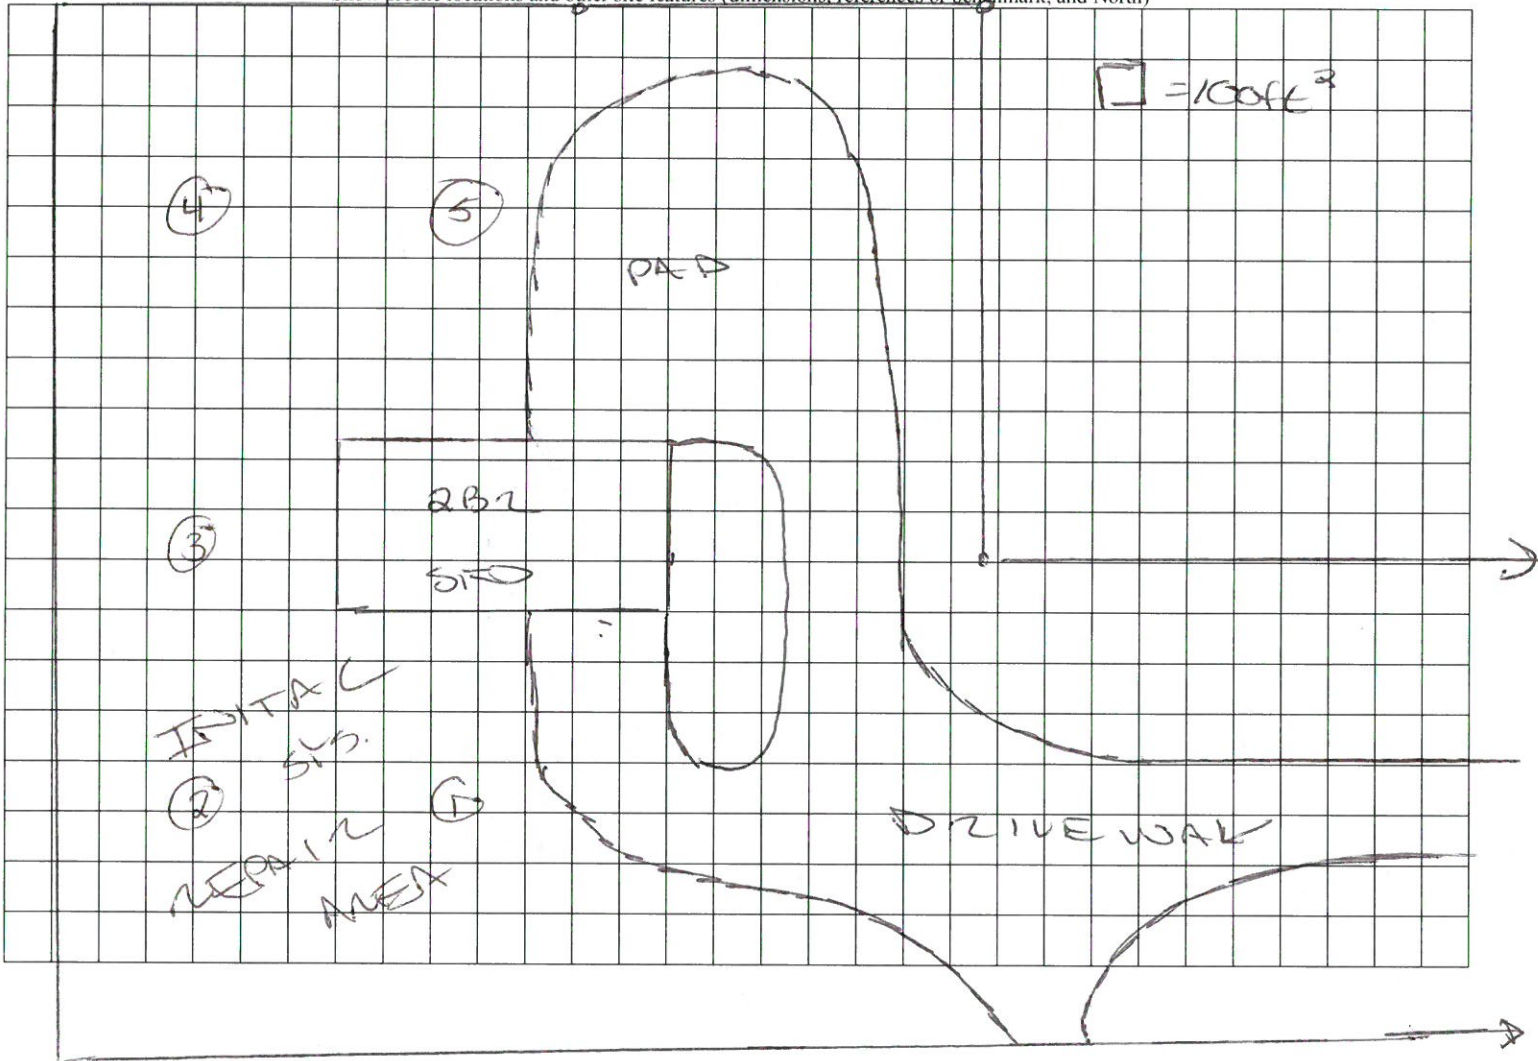 =100ft²
4
5
PAD
2BR
SFD
3
INITAL
SYS.
2
1
REPAIR
AREA
DRIVEWAY